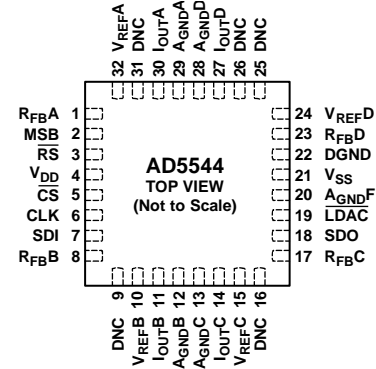 32 VREFA
31 DNC
30 IOUTA
29 AGNDA
28 AGNDD
27 IOUTD
26 DNC
25 DNC
RFBA 1
MSB 2
RS 3
VDD 4
CS 5
CLK 6
SDI 7
RFBB 8
AD5544
TOP VIEW
(Not to Scale)
24 VREFD
23 RFBD
22 DGND
21 VSS
20 AGNDF
19 LDAC
18 SDO
17 RFBC
DNC 9
VREFB 10
IOUTB 11
AGNDB 12
AGNDC 13
IOUTC 14
VREFC 15
DNC 16